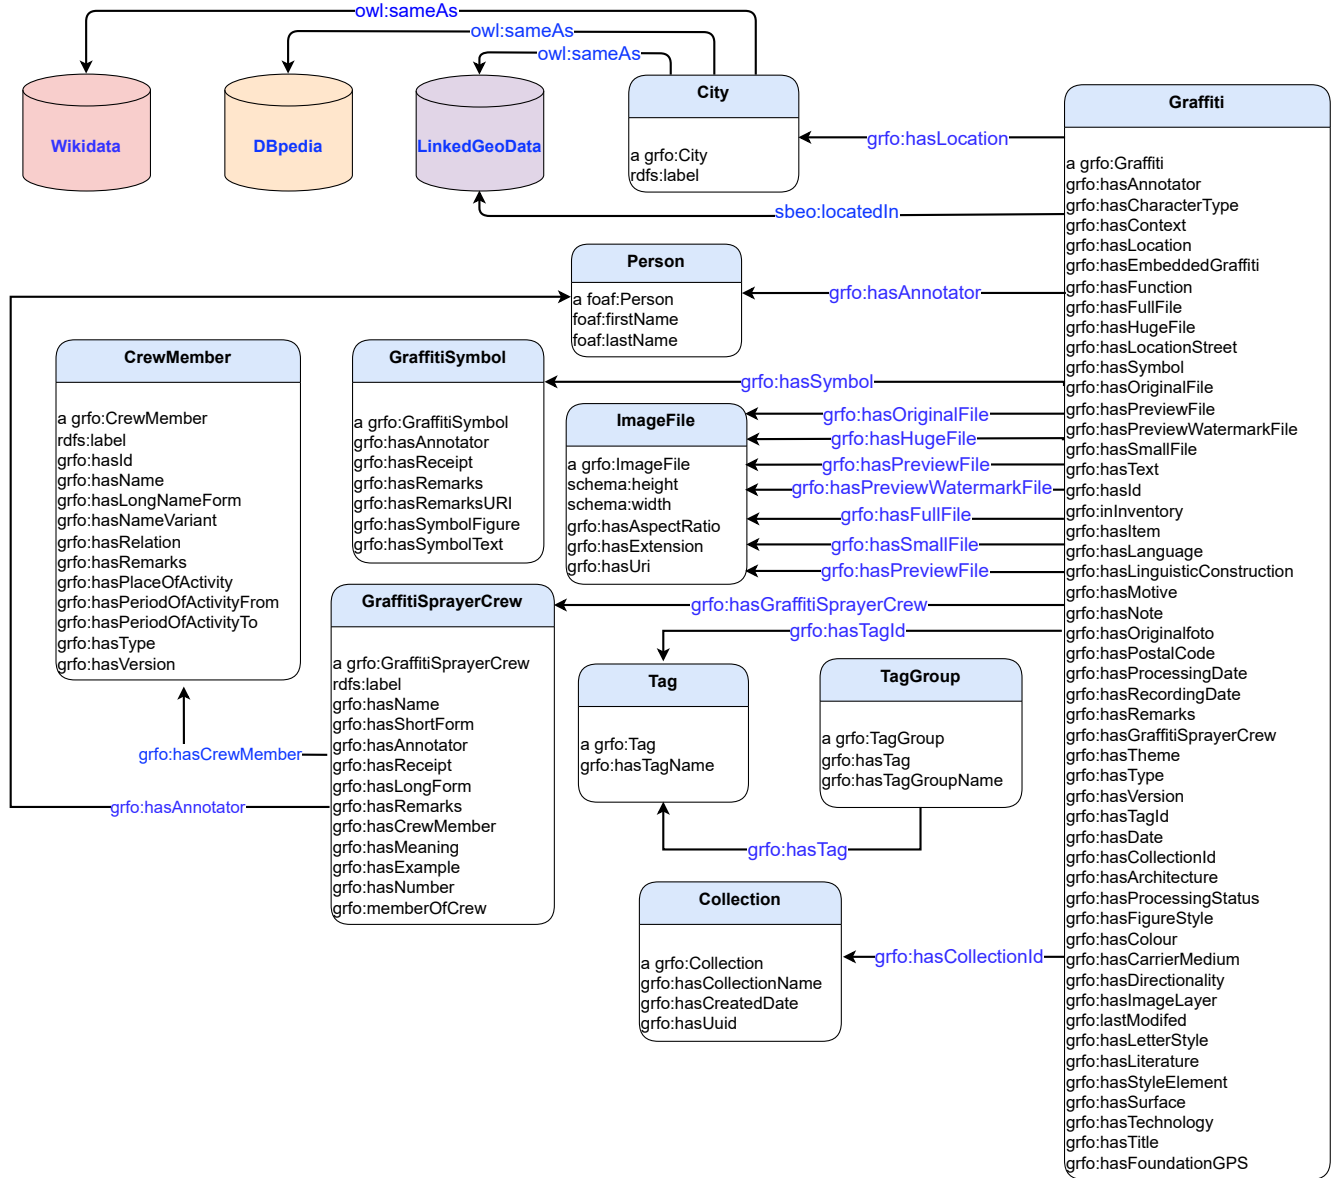 owl:sameAs
owl:sameAs
owl:sameAs
Wikidata
DBpedia
LinkedGeoData
City
a grfo:City
rdfs:label
grfo:hasLocation
sbeo:locatedIn
Person
a foaf:Person
foaf:firstName
foaf:lastName
grfo:hasAnnotator
CrewMember
a grfo:CrewMember
rdfs:label
grfo:hasId
grfo:hasName
grfo:hasLongNameForm
grfo:hasNameVariant
grfo:hasRelation
grfo:hasRemarks
grfo:hasPlaceOfActivity
grfo:hasPeriodOfActivityFrom
grfo:hasPeriodOfActivityTo
grfo:hasType
grfo:hasVersion
GraffitiSymbol
a grfo:GraffitiSymbol
grfo:hasAnnotator
grfo:hasReceipt
grfo:hasRemarks
grfo:hasRemarksURI
grfo:hasSymbolFigure
grfo:hasSymbolText
grfo:hasSymbol
ImageFile
a grfo:ImageFile
schema:height
schema:width
grfo:hasAspectRatio
grfo:hasExtension
grfo:hasUri
grfo:hasOriginalFile
grfo:hasHugeFile
grfo:hasPreviewFile
grfo:hasPreviewWatermarkFile
grfo:hasFullFile
grfo:hasSmallFile
grfo:hasPreviewFile
GraffitiSprayerCrew
a grfo:GraffitiSprayerCrew
rdfs:label
grfo:hasName
grfo:hasShortForm
grfo:hasAnnotator
grfo:hasReceipt
grfo:hasLongForm
grfo:hasRemarks
grfo:hasCrewMember
grfo:hasMeaning
grfo:hasExample
grfo:hasNumber
grfo:memberOfCrew
grfo:hasGraffitiSprayerCrew
grfo:hasTagId
grfo:hasCrewMember
grfo:hasAnnotator
Tag
a grfo:Tag
grfo:hasTagName
TagGroup
a grfo:TagGroup
grfo:hasTag
grfo:hasTagGroupName
grfo:hasTag
Collection
a grfo:Collection
grfo:hasCollectionName
grfo:hasCreatedDate
grfo:hasUuid
grfo:hasCollectionId
Graffiti
a grfo:Graffiti
grfo:hasAnnotator
grfo:hasCharacterType
grfo:hasContext
grfo:hasLocation
grfo:hasEmbeddedGraffiti
grfo:hasFunction
grfo:hasFullFile
grfo:hasHugeFile
grfo:hasLocationStreet
grfo:hasSymbol
grfo:hasOriginalFile
grfo:hasPreviewFile
grfo:hasPreviewWatermarkFile
grfo:hasSmallFile
grfo:hasText
grfo:hasId
grfo:inInventory
grfo:hasItem
grfo:hasLanguage
grfo:hasLinguisticConstruction
grfo:hasMotive
grfo:hasNote
grfo:hasOriginalfoto
grfo:hasPostalCode
grfo:hasProcessingDate
grfo:hasRecordingDate
grfo:hasRemarks
grfo:hasGraffitiSprayerCrew
grfo:hasTheme
grfo:hasType
grfo:hasVersion
grfo:hasTagId
grfo:hasDate
grfo:hasCollectionId
grfo:hasArchitecture
grfo:hasProcessingStatus
grfo:hasFigureStyle
grfo:hasColour
grfo:hasCarrierMedium
grfo:hasDirectionality
grfo:hasImageLayer
grfo:lastModifed
grfo:hasLetterStyle
grfo:hasLiterature
grfo:hasStyleElement
grfo:hasSurface
grfo:hasTechnology
grfo:hasTitle
grfo:hasFoundationGPS